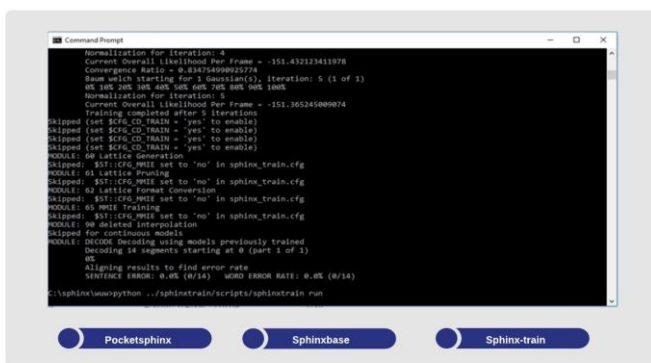 Command Prompt
Normalization for iteration: 4
Current Overall Likelihood Per Frame = -151.432123411978
Convergence Ratio = 0.834754990925774
Baum welch starting for 1 Gaussian(s), iteration: 5 (1 of 1)
0% 10% 20% 30% 40% 50% 60% 70% 80% 90% 100%
Normalization for iteration: 5
Current Overall Likelihood Per Frame = -151.365245009074
Training completed after 5 iterations
Skipped (set $CFG_CD_TRAIN = 'yes' to enable)
Skipped (set $CFG_CD_TRAIN = 'yes' to enable)
Skipped (set $CFG_CD_TRAIN = 'yes' to enable)
Skipped (set $CFG_CD_TRAIN = 'yes' to enable)
MODULE: 60 Lattice Generation
Skipped:  $ST::CFG_MMIE set to 'no' in sphinx_train.cfg
MODULE: 61 Lattice Pruning
Skipped:  $ST::CFG_MMIE set to 'no' in sphinx_train.cfg
MODULE: 62 Lattice Format Conversion
Skipped:  $ST::CFG_MMIE set to 'no' in sphinx_train.cfg
MODULE: 65 MMIE Training
Skipped:  $ST::CFG_MMIE set to 'no' in sphinx_train.cfg
MODULE: 90 deleted interpolation
Skipped for continuous models
MODULE: DECODE Decoding using models previously trained
Decoding 14 segments starting at 0 (part 1 of 1)
0%
Aligning results to find error rate
SENTENCE ERROR: 0.0% (0/14)   WORD ERROR RATE: 0.0% (0/14)
C:\sphinx\wuw>python ../sphinxtrain/scripts/sphinxtrain run
Pocketsphinx
Sphinxbase
Sphinx-train